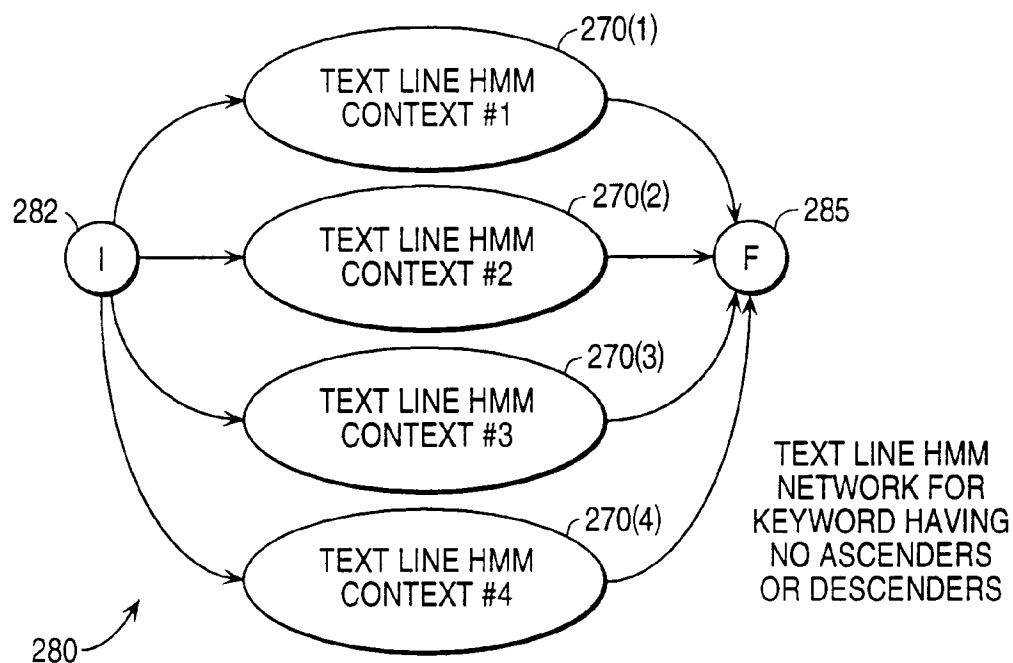 270(1)
TEXT LINE HMM
CONTEXT #1
270(2)
282
285
TEXT LINE HMM
CONTEXT #2
I
F
270(3)
TEXT LINE HMM
CONTEXT #3
270(4)
TEXT LINE HMM
CONTEXT #4
TEXT LINE HMM
NETWORK FOR
KEYWORD HAVING
NO ASCENDERS
OR DESCENDERS
280